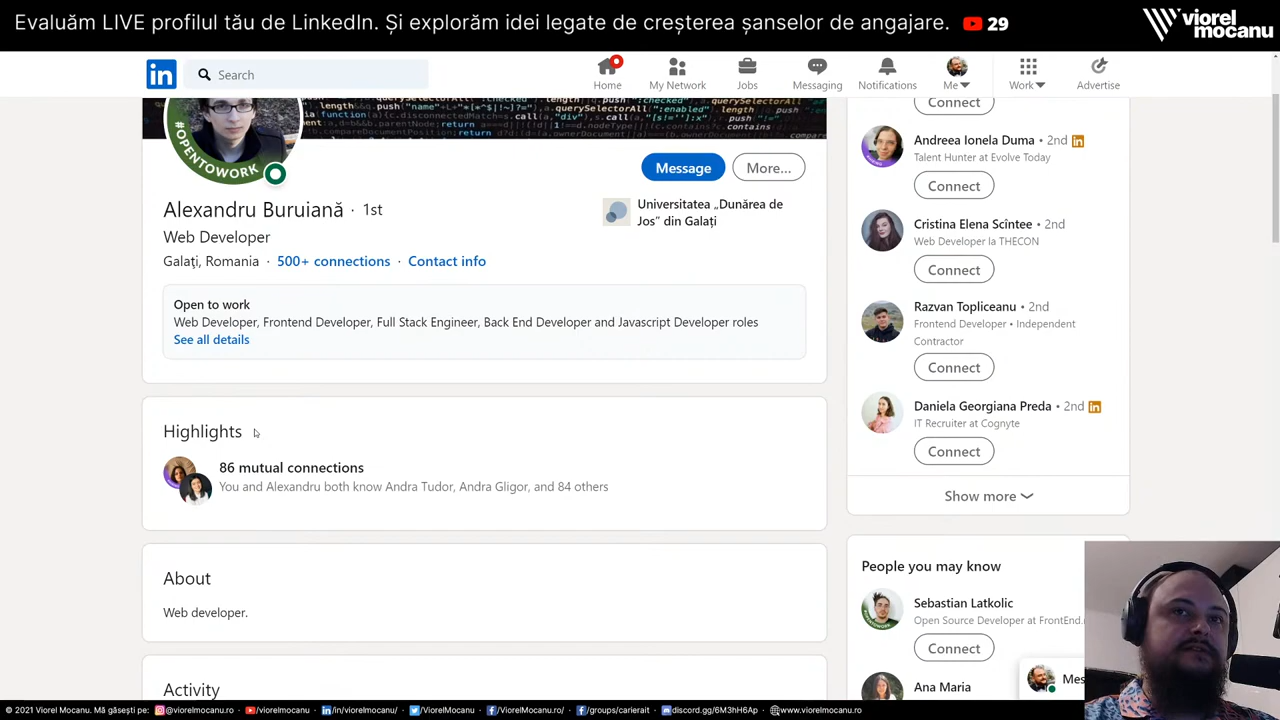 Evaluăm LIVE profilul tău de LinkedIn. Și explorăm idei legate de creșterea șanselor de angajare. 29
viorel
mocanu
in
Search
Home
My Network
Jobs
Messaging
Notifications
Me
Work
Advertise
#OPENTOWORK
Message
More...
Alexandru Buruiană · 1st
Web Developer
Galaţi, Romania · 500+ connections · Contact info
Universitatea „Dunărea de
Jos” din Galați
Open to work
Web Developer, Frontend Developer, Full Stack Engineer, Back End Developer and Javascript Developer roles
See all details
Highlights
86 mutual connections
You and Alexandru both know Andra Tudor, Andra Gligor, and 84 others
About
Web developer.
Activity
Connect
Andreea Ionela Duma • 2nd in
Talent Hunter at Evolve Today
Connect
Cristina Elena Scîntee • 2nd
Web Developer la THECON
Connect
Razvan Topliceanu • 2nd
Frontend Developer • Independent
Contractor
Connect
Daniela Georgiana Preda • 2nd in
IT Recruiter at Cognyte
Connect
Show more
People you may know
Sebastian Latkolic
Open Source Developer at FrontEnd.
Connect
Ana Maria
Mes
© 2021 Viorel Mocanu. Mă găsești pe: @viorelmocanu.ro /viorelmocanu /in/viorelmocanu/ /ViorelMocanu /ViorelMocanu.ro/ /groups/carierait discord.gg/6M3hH6Ap www.viorelmocanu.ro